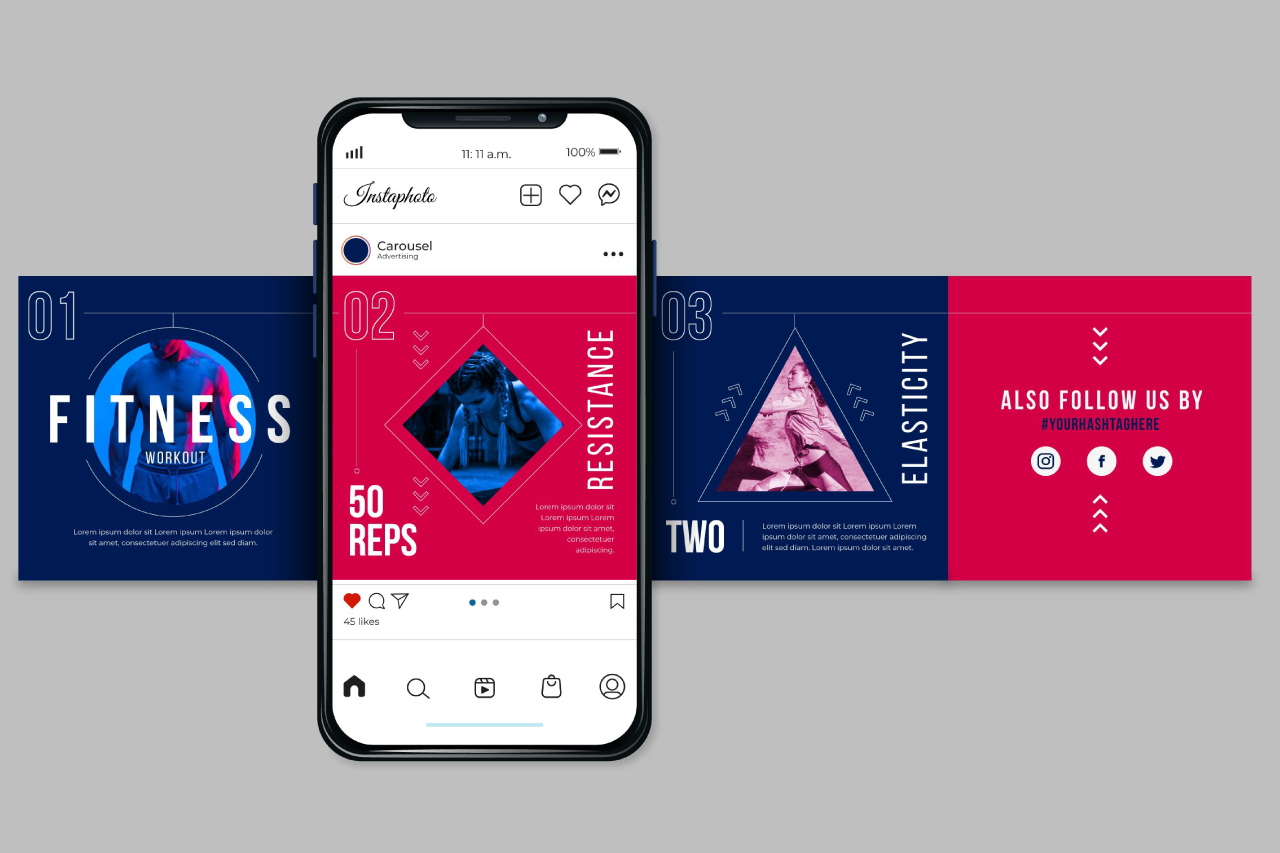 11:11 a.m.
100%
Instaphoto
Carousel
Advertising
01
FITNESS
WORKOUT
Lorem ipsum dolor sit Lorem ipsum Lorem ipsum dolor
sit amet, consectetuer adipiscing elit sed diam.
02
RESISTANCE
50
REPS
Lorem ipsum dolor sit
Lorem ipsum Lorem
ipsum dolor sit amet,
consectetuer
adipiscing.
03
ELASTICITY
TWO
Lorem ipsum dolor sit amet Lorem ipsum Lorem
ipsum dolor sit amet, consectetuer adipiscing
elit sed diam. Lorem ipsum dolor sit amet.
ALSO FOLLOW US BY
#YOURHASHTAGHERE
45 likes